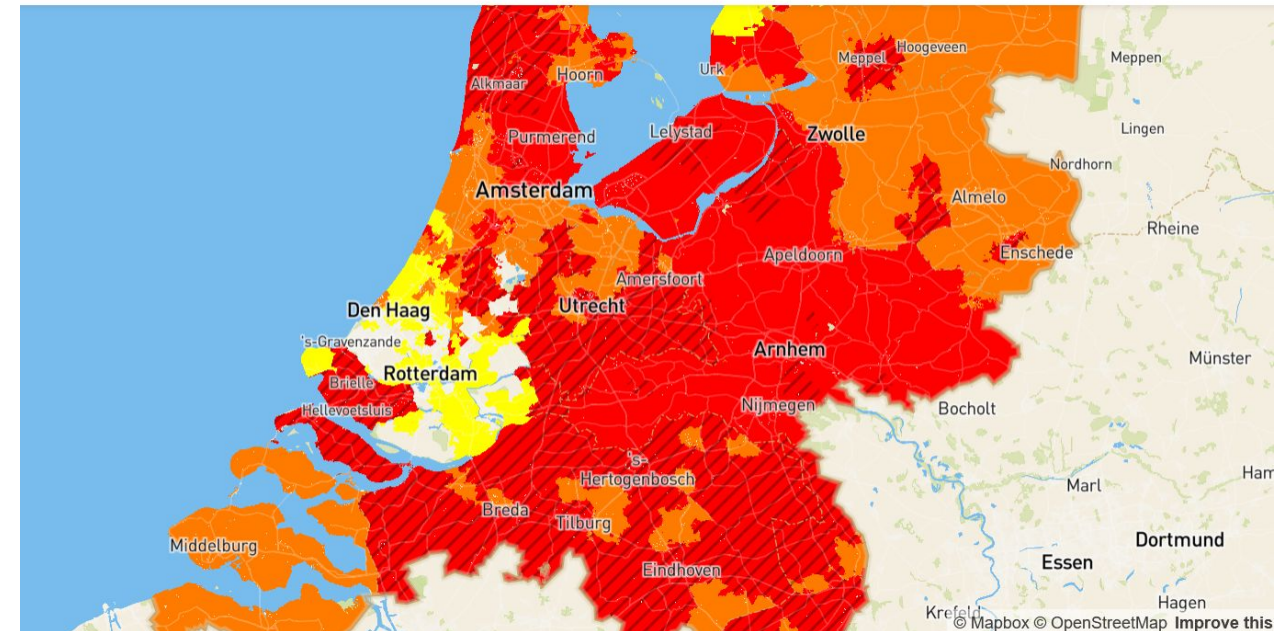 Hoogeveen
Meppel
Meppen
Urk
Hoorn
Alkmaar
Lingen
Purmerend
Lelystad
Zwolle
Nordhorn
Amsterdam
Almelo
Rheine
Apeldoorn
Enschede
Amersfoort
Utrecht
Den Haag
's-Gravenzande
Arnhem
Münster
Rotterdam
Brielle
Nijmegen
Bocholt
Hellevoetsluis
's-
Hertogenbosch
Ham
Marl
Breda
Tilburg
Middelburg
Dortmund
Essen
Eindhoven
Hagen
Krefeld
© Mapbox © OpenStreetMap Improve this